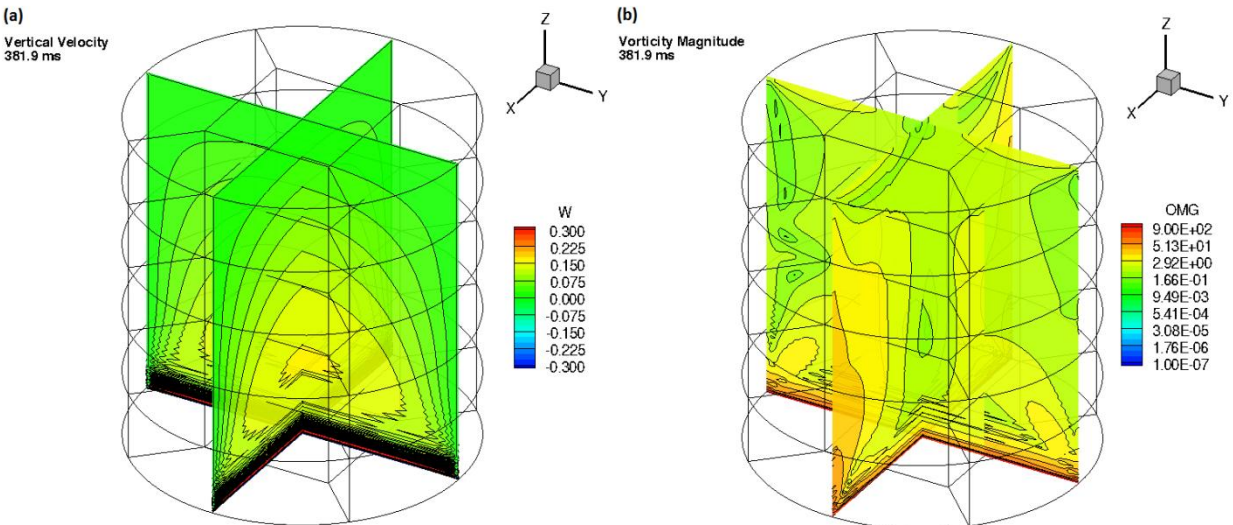 (a)
Vertical Velocity
381.9 ms
Z
X
Y
W
0.300
0.225
0.150
0.075
0.000
-0.075
-0.150
-0.225
-0.300
(b)
Vorticity Magnitude
381.9 ms
Z
X
Y
OMG
9.00E+02
5.13E+01
2.92E+00
1.66E-01
9.49E-03
5.41E-04
3.08E-05
1.76E-06
1.00E-07